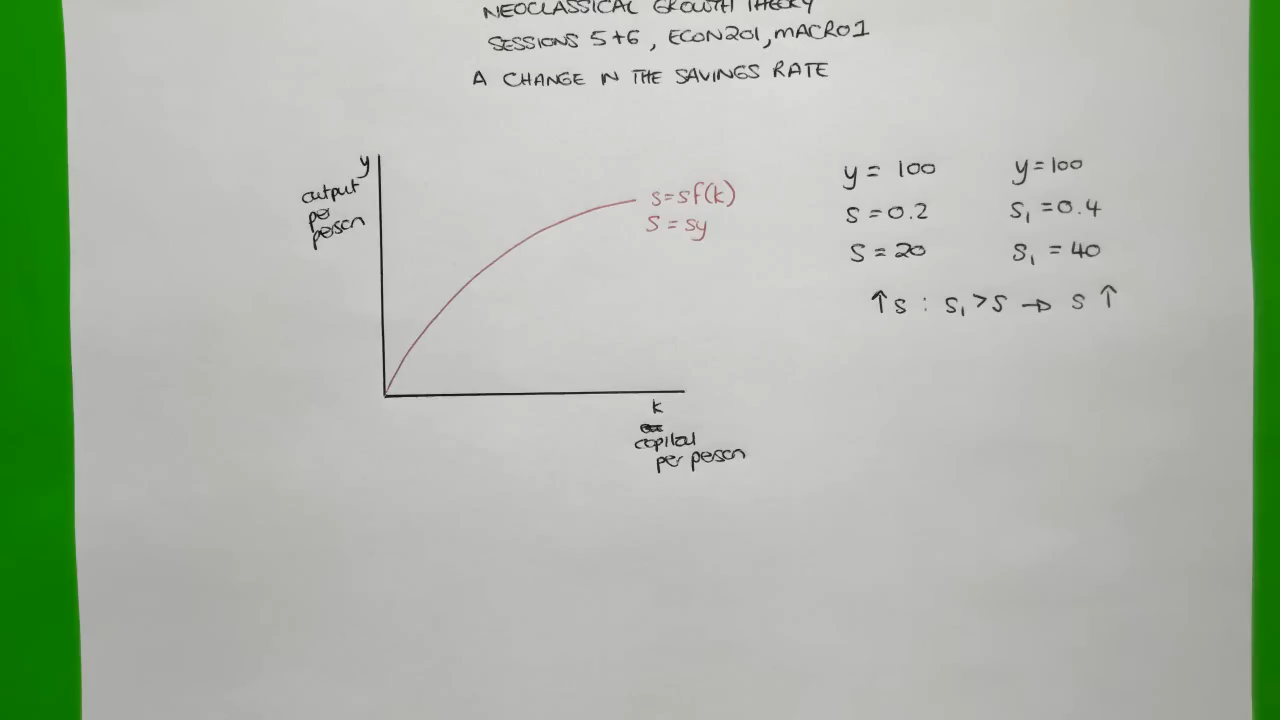 NEOCLASSICAL GROWTH THEORY
SESSIONS 5+6, ECON201, MACRO1
A CHANGE IN THE SAVINGS RATE
y
output
per
person
S=sf(k)
S=sy
k
capital
per person
y = 100
s = 0.2
S = 20
y=100
s₁ = 0.4
S₁ = 40
↑s : s₁ > s → S ↑